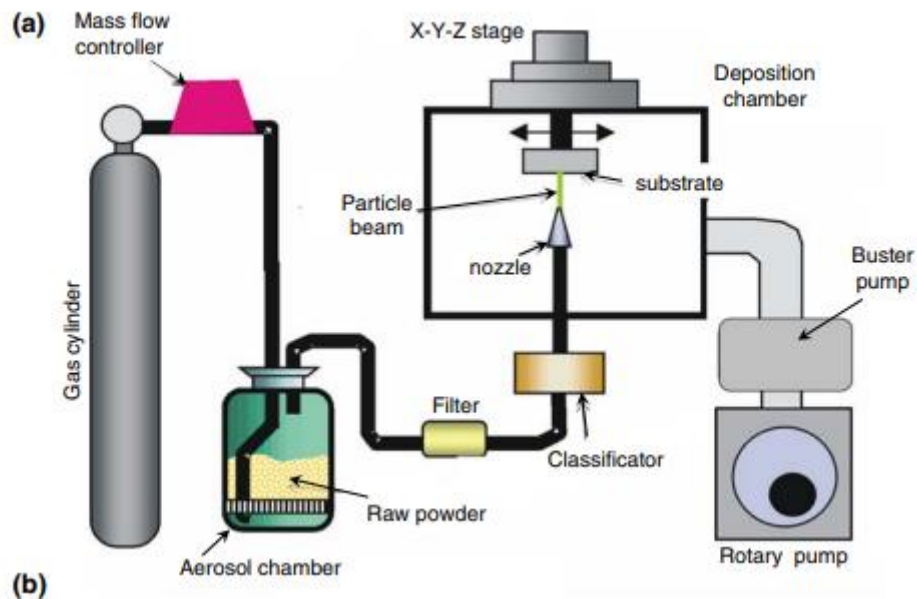 (a)
Mass flow
controller
X-Y-Z stage
Deposition
chamber
substrate
Particle
beam
nozzle
Buster
pump
Gas cylinder
Filter
Classificator
Raw powder
Aerosol chamber
Rotary pump
(b)